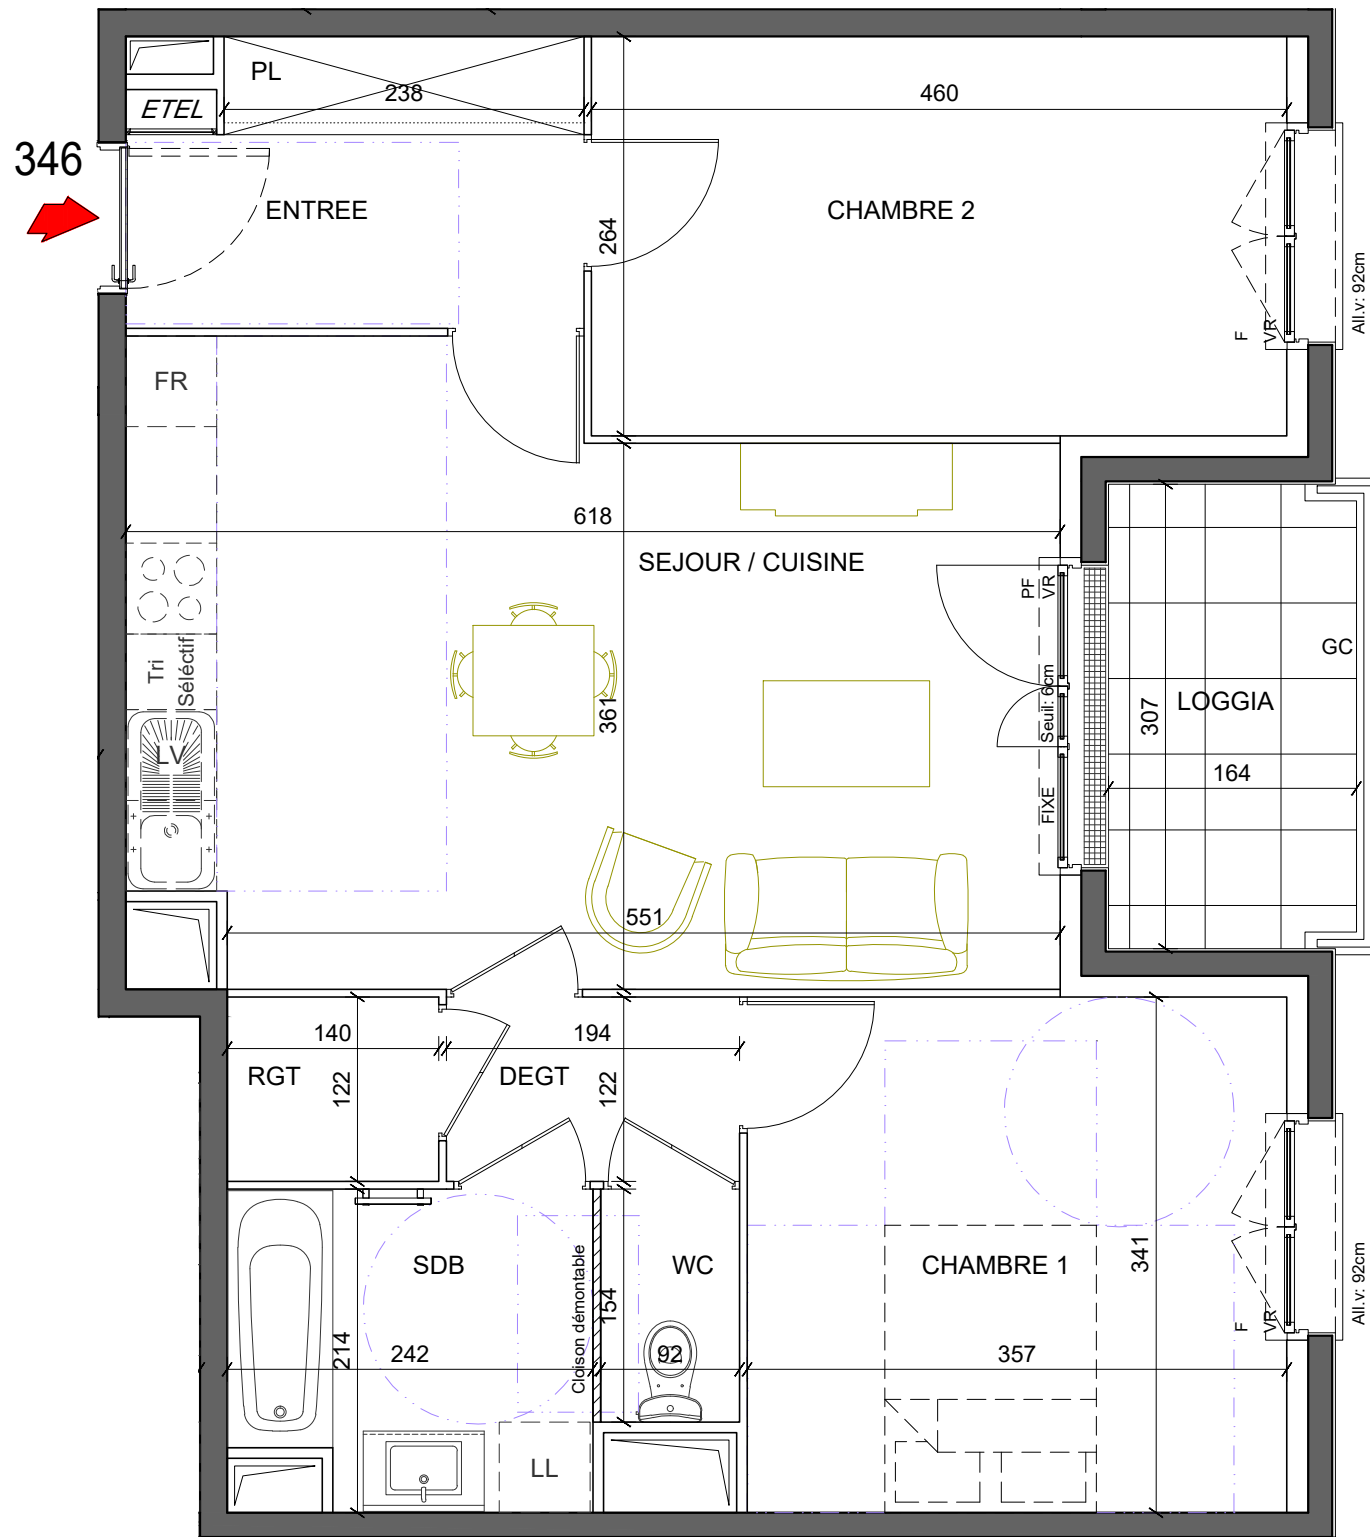 PL
238
460
ETEL
346
ENTREE
CHAMBRE 2
264
All.v: 92cm
F
VR
FR
618
SEJOUR / CUISINE
PF
VR
Tri
Séléctif
361
Seuil: 6cm
GC
LOGGIA
307
LV
164
FIXE
551
140
194
RGT
122
DEGT
122
SDB
WC
CHAMBRE 1
341
Cloison démontable
154
All.v: 92cm
F
VR
214
242
92
357
LL